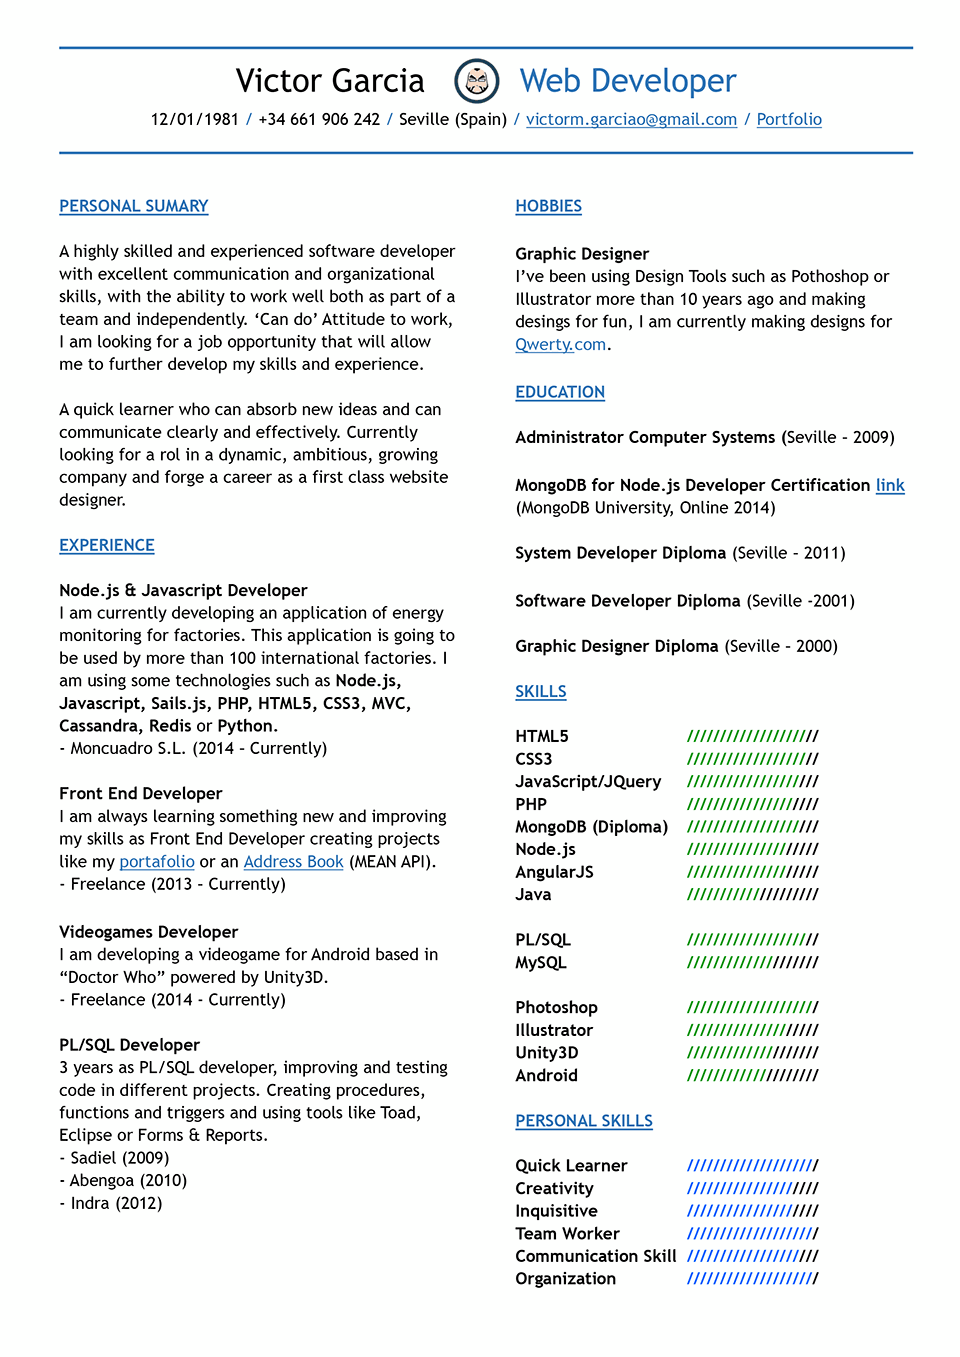 Victor Garcia Web Developer
12/01/1981 / +34 661 906 242 / Seville (Spain) / victorm.garciao@gmail.com / Portfolio
PERSONAL SUMARY
A highly skilled and experienced software developer
with excellent communication and organizational
skills, with the ability to work well both as part of a
team and independently. ‘Can do’ Attitude to work,
I am looking for a job opportunity that will allow
me to further develop my skills and experience.
A quick learner who can absorb new ideas and can
communicate clearly and effectively. Currently
looking for a rol in a dynamic, ambitious, growing
company and forge a career as a first class website
designer.
EXPERIENCE
Node.js & Javascript Developer
I am currently developing an application of energy
monitoring for factories. This application is going to
be used by more than 100 international factories. I
am using some technologies such as Node.js,
Javascript, Sails.js, PHP, HTML5, CSS3, MVC,
Cassandra, Redis or Python.
- Moncuadro S.L. (2014 – Currently)
Front End Developer
I am always learning something new and improving
my skills as Front End Developer creating projects
like my portafolio or an Address Book (MEAN API).
- Freelance (2013 – Currently)
Videogames Developer
I am developing a videogame for Android based in
“Doctor Who” powered by Unity3D.
- Freelance (2014 - Currently)
PL/SQL Developer
3 years as PL/SQL developer, improving and testing
code in different projects. Creating procedures,
functions and triggers and using tools like Toad,
Eclipse or Forms & Reports.
- Sadiel (2009)
- Abengoa (2010)
- Indra (2012)
HOBBIES
Graphic Designer
I’ve been using Design Tools such as Pothoshop or
Illustrator more than 10 years ago and making
desings for fun, I am currently making designs for
Qwerty.com.
EDUCATION
Administrator Computer Systems (Seville – 2009)
MongoDB for Node.js Developer Certification link
(MongoDB University, Online 2014)
System Developer Diploma (Seville – 2011)
Software Developer Diploma (Seville -2001)
Graphic Designer Diploma (Seville – 2000)
SKILLS
HTML5 ////////////////////
CSS3 ////////////////////
JavaScript/JQuery ////////////////////
PHP ////////////////////
MongoDB (Diploma) ////////////////////
Node.js ////////////////////
AngularJS ////////////////////
Java ////////////////////
PL/SQL ////////////////////
MySQL ////////////////////
Photoshop ////////////////////
Illustrator ////////////////////
Unity3D ////////////////////
Android ////////////////////
PERSONAL SKILLS
Quick Learner ////////////////////
Creativity ////////////////////
Inquisitive ////////////////////
Team Worker ////////////////////
Communication Skill ////////////////////
Organization ////////////////////